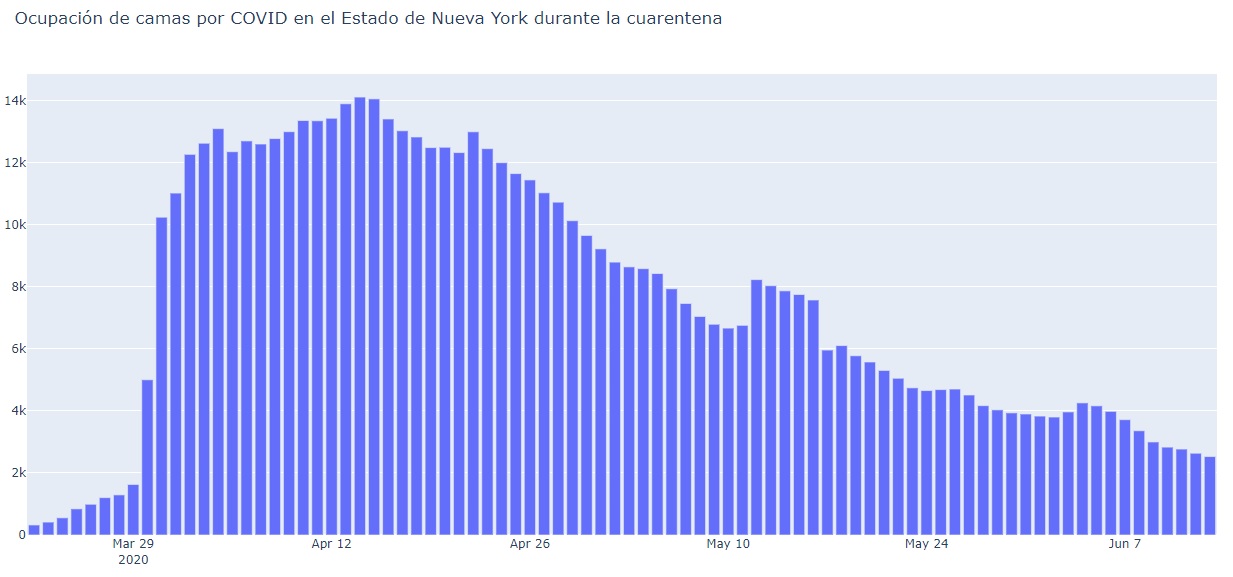 Ocupación de camas por COVID en el Estado de Nueva York durante la cuarentena
14k
12k
10k
8k
6k
4k
2k
0
Mar 29 Apr 12 Apr 26 May 10 May 24 Jun 7
2020